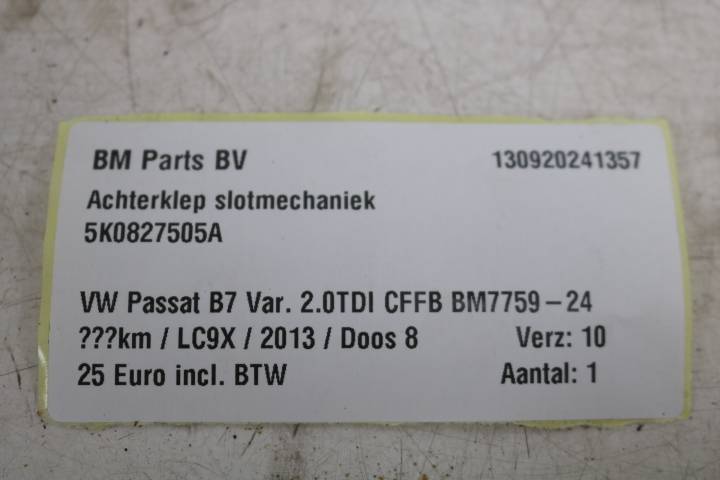 BM Parts BV 130920241357
Achterklep slotmechaniek
5K0827505A
VW Passat B7 Var. 2.0TDI CFFB BM7759-24
???km / LC9X / 2013 / Doos 8 Verz: 10
25 Euro incl. BTW Aantal: 1